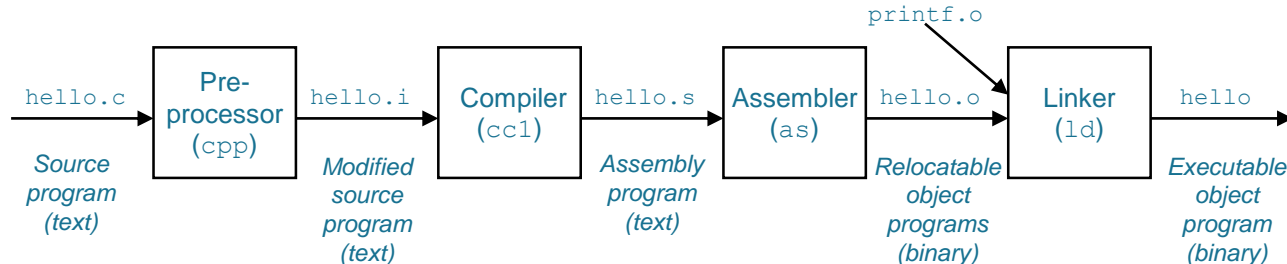 printf.o
hello.c
Pre-
processor
(cpp)
hello.i
Compiler
(cc1)
hello.s
Assembler
(as)
hello.o
Linker
(ld)
hello
Source
program
(text)
Modified
source
program
(text)
Assembly
program
(text)
Relocatable
object
programs
(binary)
Executable
object
program
(binary)